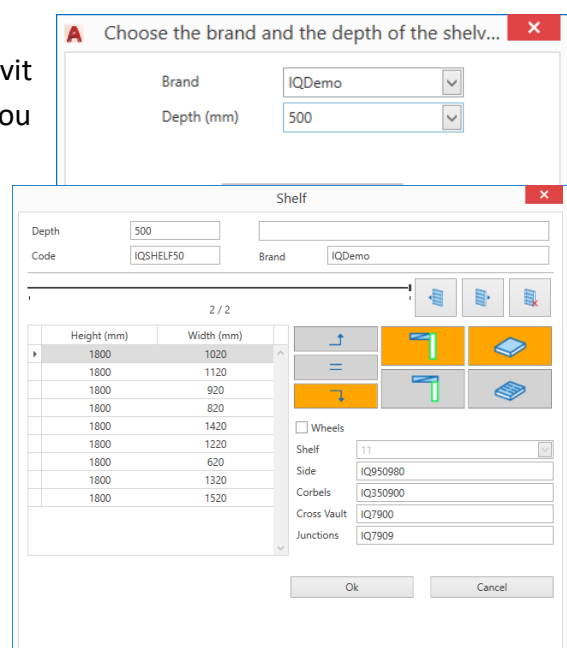 Choose the brand and the depth of the shelv...
vit
ou
Brand IQDemo
Depth (mm) 500
Shelf
Depth 500
Code IQSHELF50 Brand IQDemo
2 / 2
Height (mm) Width (mm)
1800 1020
1800 1120
1800 920
1800 820
1800 1420
1800 1220
1800 620
1800 1320
1800 1520
Wheels
Shelf 11
Side IQ950980
Corbels IQ350900
Cross Vault IQ7900
Junctions IQ7909
Ok Cancel